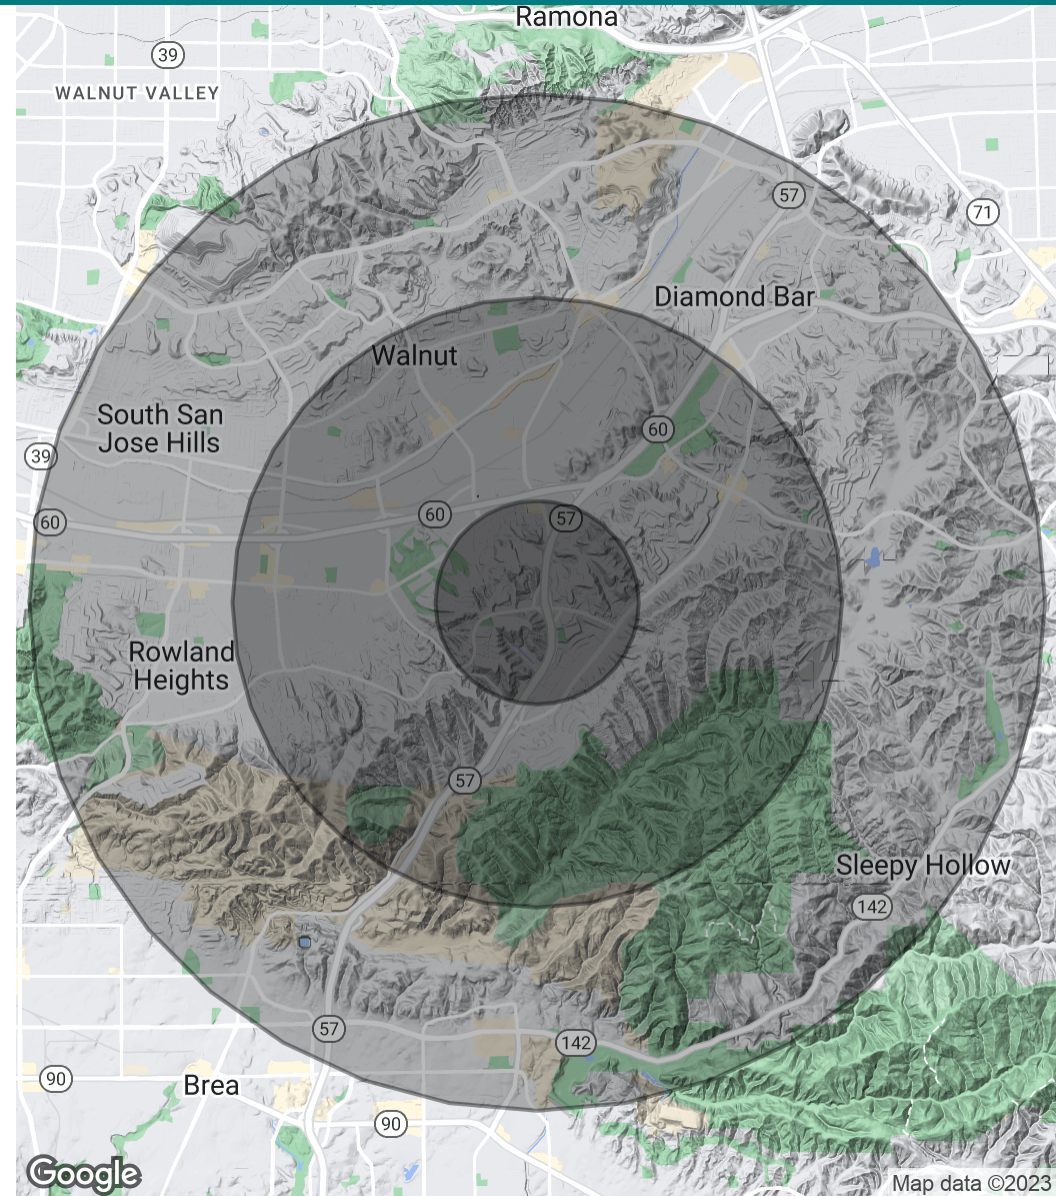 Ramona
39
WALNUT VALLEY
57
71
Diamond Bar
Walnut
South San
Jose Hills
60
39
60
57
60
Rowland
Heights
57
Sleepy Hollow
142
57
142
90
Brea
90
Google
Map data ©2023